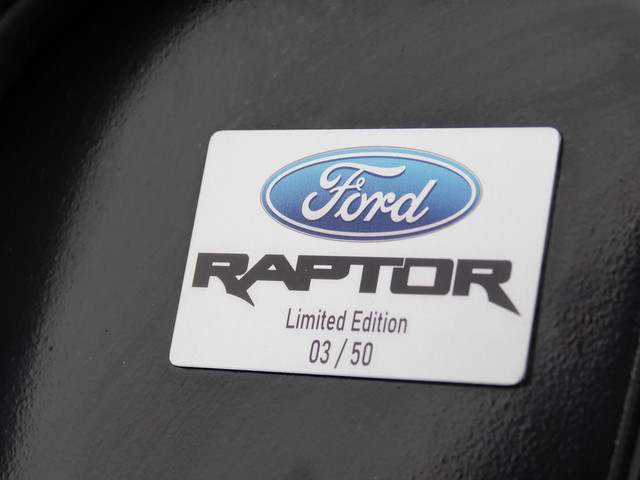 Ford
RAPTOR
Limited Edition
03 / 50